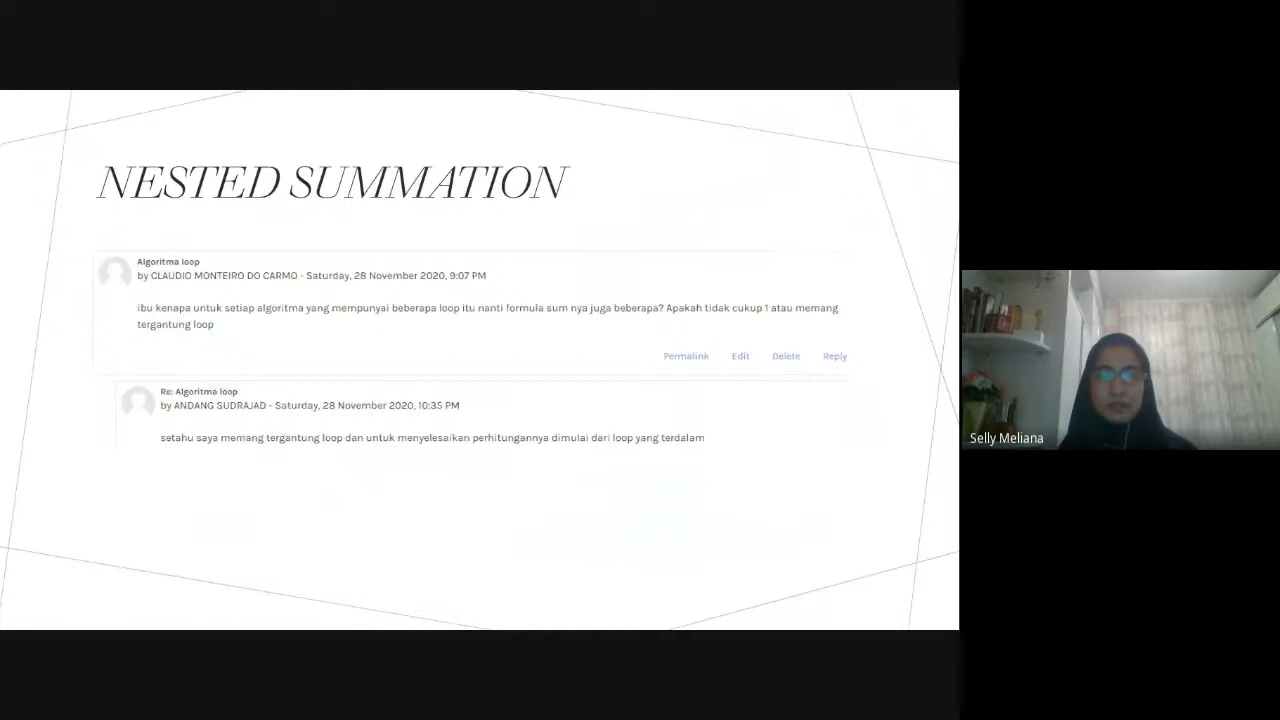 NESTED SUMMATION
Algoritma loop
by CLAUDIO MONTEIRO DO CARMO - Saturday, 28 November 2020, 9:07 PM
ibu kenapa untuk setiap algoritma yang mempunyai beberapa loop itu nanti formula sum nya juga beberapa? Apakah tidak cukup 1 atau memang
tergantung loop
Permalink Edit Delete Reply
Re: Algoritma loop
by ANDANG SUDRAJAD - Saturday, 28 November 2020, 10:35 PM
setahu saya memang tergantung loop dan untuk menyelesaikan perhitungannya dimulai dari loop yang terdalam
Selly Meliana